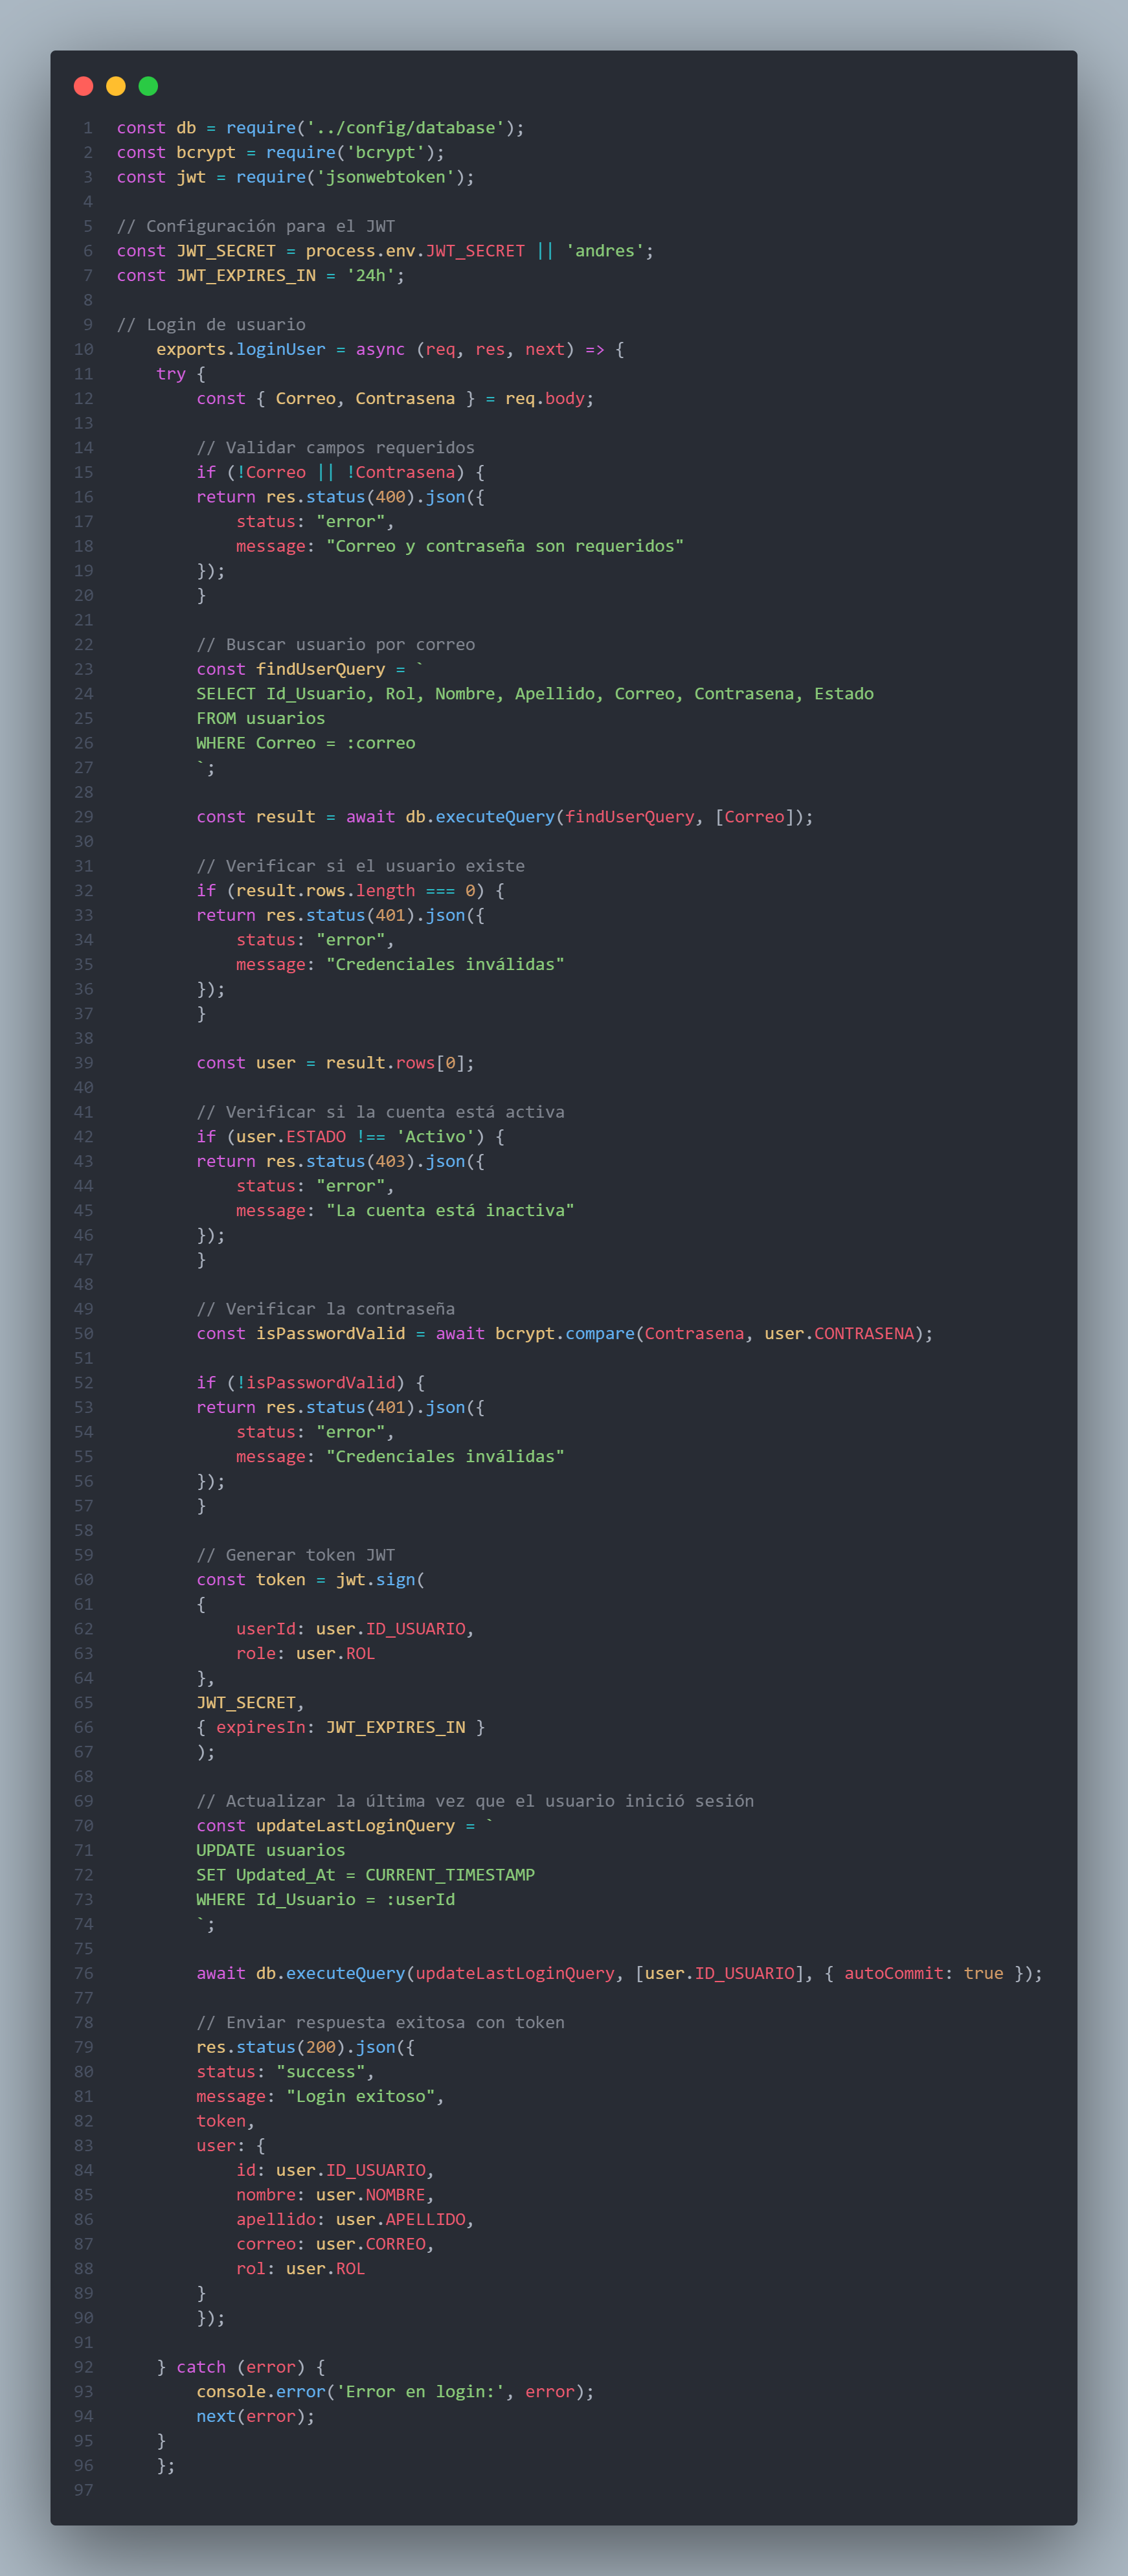 1 const db = require('../config/database');
2 const bcrypt = require('bcrypt');
3 const jwt = require('jsonwebtoken');
4
5 // Configuración para el JWT
6 const JWT_SECRET = process.env.JWT_SECRET || 'andres';
7 const JWT_EXPIRES_IN = '24h';
8
9 // Login de usuario
10     exports.loginUser = async (req, res, next) => {
11     try {
12         const { Correo, Contrasena } = req.body;
13
14         // Validar campos requeridos
15         if (!Correo || !Contrasena) {
16         return res.status(400).json({
17             status: "error",
18             message: "Correo y contraseña son requeridos"
19         });
20         }
21
22         // Buscar usuario por correo
23         const findUserQuery = `
24         SELECT Id_Usuario, Rol, Nombre, Apellido, Correo, Contrasena, Estado
25         FROM usuarios
26         WHERE Correo = :correo
27         `;
28
29         const result = await db.executeQuery(findUserQuery, [Correo]);
30
31         // Verificar si el usuario existe
32         if (result.rows.length === 0) {
33         return res.status(401).json({
34             status: "error",
35             message: "Credenciales inválidas"
36         });
37         }
38
39         const user = result.rows[0];
40
41         // Verificar si la cuenta está activa
42         if (user.ESTADO !== 'Activo') {
43         return res.status(403).json({
44             status: "error",
45             message: "La cuenta está inactiva"
46         });
47         }
48
49         // Verificar la contraseña
50         const isPasswordValid = await bcrypt.compare(Contrasena, user.CONTRASENA);
51
52         if (!isPasswordValid) {
53         return res.status(401).json({
54             status: "error",
55             message: "Credenciales inválidas"
56         });
57         }
58
59         // Generar token JWT
60         const token = jwt.sign(
61         {
62             userId: user.ID_USUARIO,
63             role: user.ROL
64         },
65         JWT_SECRET,
66         { expiresIn: JWT_EXPIRES_IN }
67         );
68
69         // Actualizar la última vez que el usuario inició sesión
70         const updateLastLoginQuery = `
71         UPDATE usuarios
72         SET Updated_At = CURRENT_TIMESTAMP
73         WHERE Id_Usuario = :userId
74         `;
75
76         await db.executeQuery(updateLastLoginQuery, [user.ID_USUARIO], { autoCommit: true });
77
78         // Enviar respuesta exitosa con token
79         res.status(200).json({
80         status: "success",
81         message: "Login exitoso",
82         token,
83         user: {
84             id: user.ID_USUARIO,
85             nombre: user.NOMBRE,
86             apellido: user.APELLIDO,
87             correo: user.CORREO,
88             rol: user.ROL
89         }
90         });
91
92     } catch (error) {
93         console.error('Error en login:', error);
94         next(error);
95     }
96     };
97